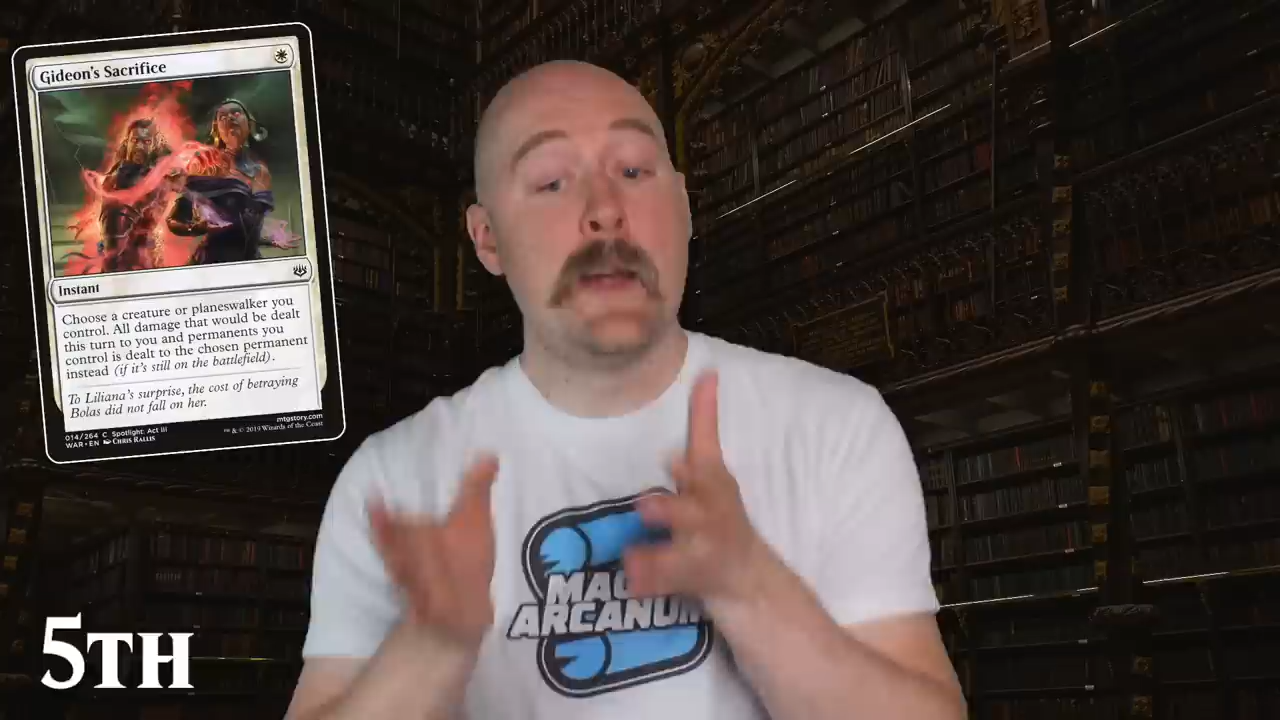 Gideon's Sacrifice
Instant
Choose a creature or planeswalker you
control. All damage that would be dealt
this turn to you and permanents you
control is dealt to the chosen permanent
instead (if it's still on the battlefield).
To Liliana's surprise, the cost of betraying
Bolas did not fall on her.
014/264 C Spotlight: Act III
WAR • EN CHRIS RALLIS
mtgstory.com
™ & © 2019 Wizards of the Coast
ARCANUM
5TH